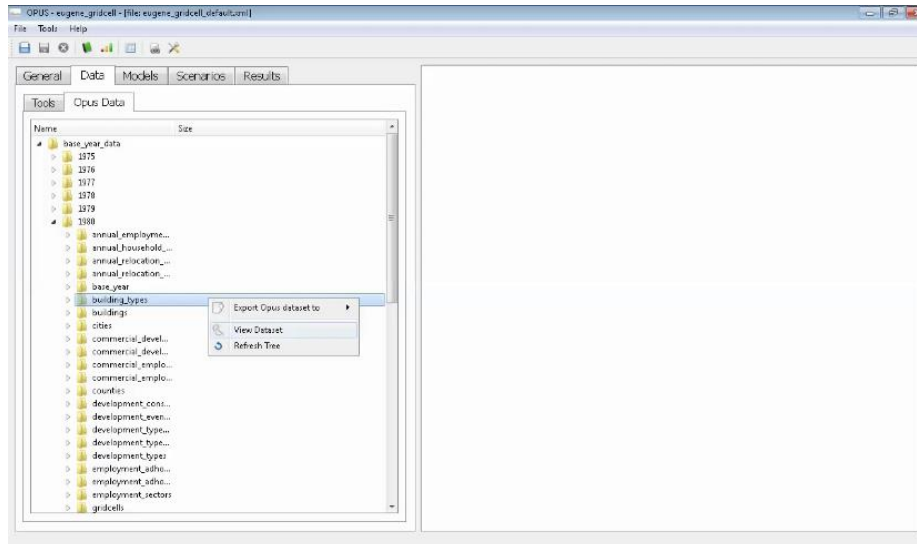 OPUS - eugene_gridcell - [file: eugene_gridcell_default.xml]
File Tools Help
General Data Models Scenarios Results
Tools Opus Data
Name Size
base_year_data
1975
1976
1977
1978
1979
1980
annual_employme...
annual_household_...
annual_relocation_...
annual_relocation_...
base_year
building_types
buildings
cities
commercial_devel...
commercial_devel...
commercial_emplo...
commercial_emplo...
counties
development_cons...
development_even...
development_type...
development_type...
development_types
employment_adho...
employment_sectors
gridcells
Export Opus dataset to
View Dataset
Refresh Tree